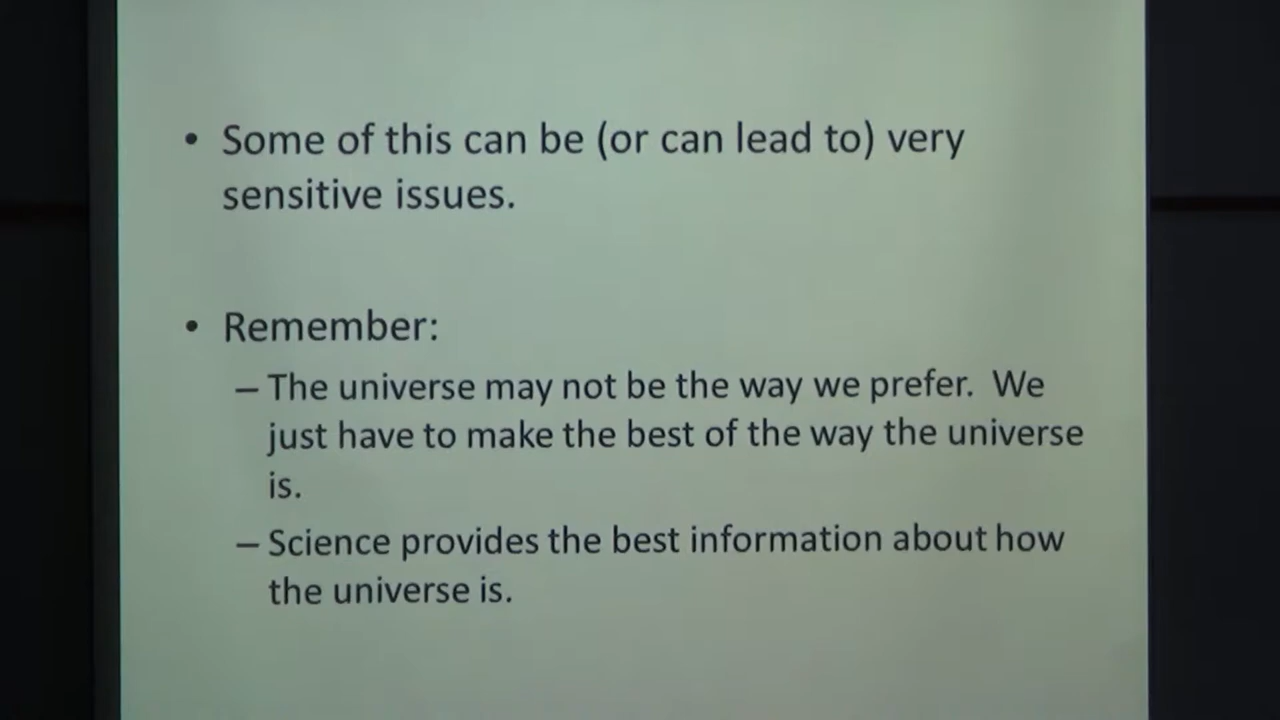 • Some of this can be (or can lead to) very
sensitive issues.
• Remember:
– The universe may not be the way we prefer.  We
just have to make the best of the way the universe
is.
– Science provides the best information about how
the universe is.